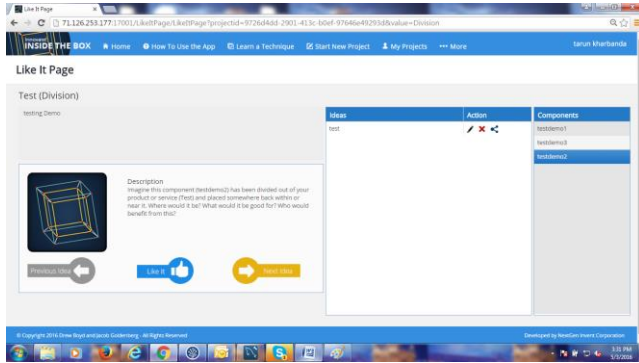 Like It Page
71.126.253.177:17001/LikeItPage/LikeItPage?projectid=9726d4dd-2901-413c-b0ef-97646e49293d&value=Division
INSIDE THE BOX
Home
How To Use the App
Learn a Technique
Start New Project
My Projects
••• More
tarun kharbanda
Like It Page
Test (Division)
testing Demo
Ideas
Action
Components
test
testdemo1
testdemo3
testdemo2
Description
Imagine this component (testdemo2) has been divided out of your
product or service (Test) and placed somewhere back within or
near it. Where would it be? What would it be good for? Who would
benefit from this?
Previous Idea
Like It
Next Idea
© Copyright 2016 Drew Boyd and Jacob Goldenberg - All Rights Reserved
Developed by NexGen Invent Corporation
3:31 PM
1/3/2016